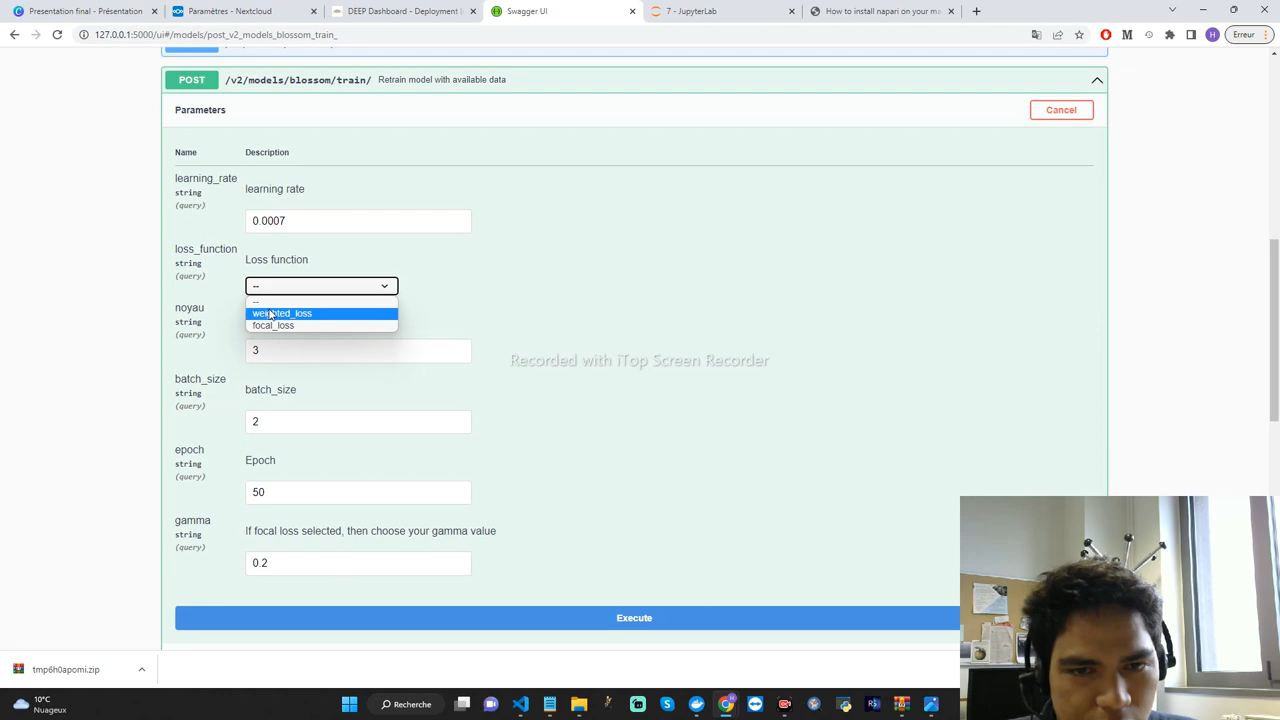 Présentation final - Présentation
Paramètres - Nextcloud
DEEP Dashboard - Deployment
Swagger UI
7 - JupyterLab
How to install napari on your ma
127.0.0.1:5000/ui#/models/post_v2_models_blossom_train_
H
Erreur
POST /v2/models/blossom/train/ Retrain model with available data
Parameters
Cancel
Name Description
learning_rate
string
(query)
learning rate
0.0007
loss_function
string
(query)
Loss function
--
--
weighted_loss
focal_loss
noyau
string
(query)
3
batch_size
string
(query)
batch_size
2
epoch
string
(query)
Epoch
50
gamma
string
(query)
If focal loss selected, then choose your gamma value
0.2
Execute
Recorded with iTop Screen Recorder
tmp6h0apomi.zip
10°C
Nuageux
Recherche